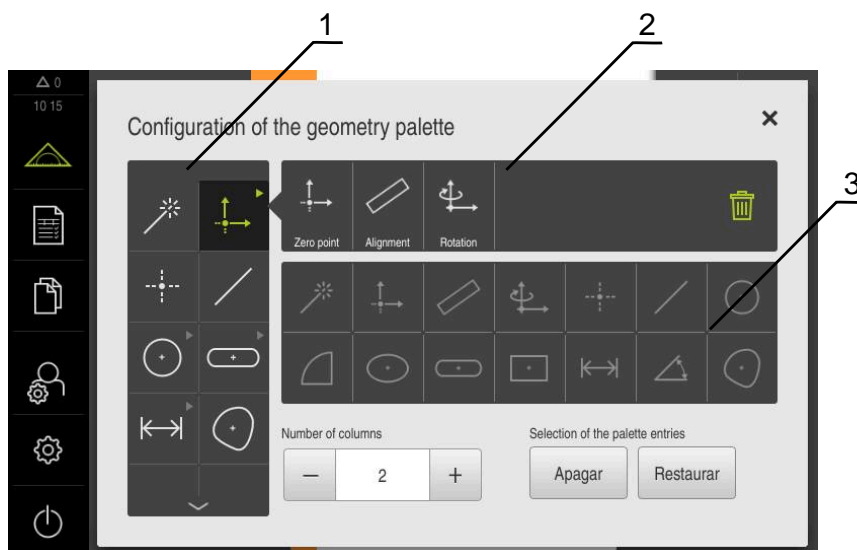 1
2
3
0
10 15
Configuration of the geometry palette
Zero point
Alignment
Rotation
Number of columns
Selection of the palette entries
2
Apagar
Restaurar